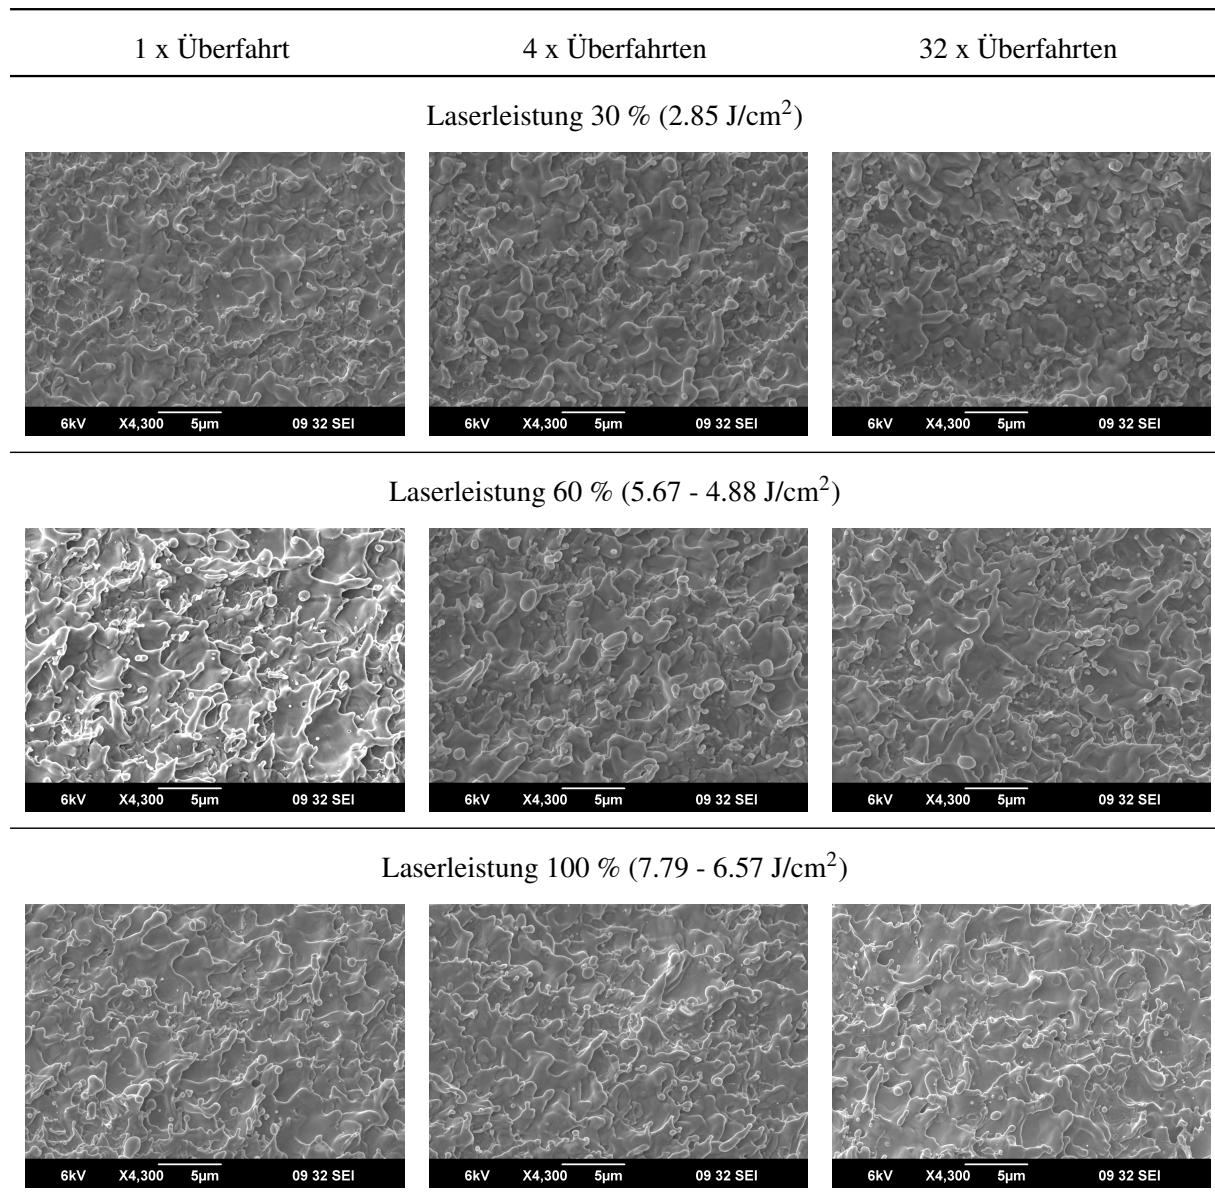 1 x Überfahrt 4 x Überfahrten 32 x Überfahrten
Laserleistung 30 % (2.85 J/cm²)
6kV X4,300 5µm 09 32 SEI 6kV X4,300 5µm 09 32 SEI 6kV X4,300 5µm 09 32 SEI
Laserleistung 60 % (5.67 - 4.88 J/cm²)
6kV X4,300 5µm 09 32 SEI 6kV X4,300 5µm 09 32 SEI 6kV X4,300 5µm 09 32 SEI
Laserleistung 100 % (7.79 - 6.57 J/cm²)
6kV X4,300 5µm 09 32 SEI 6kV X4,300 5µm 09 32 SEI 6kV X4,300 5µm 09 32 SEI